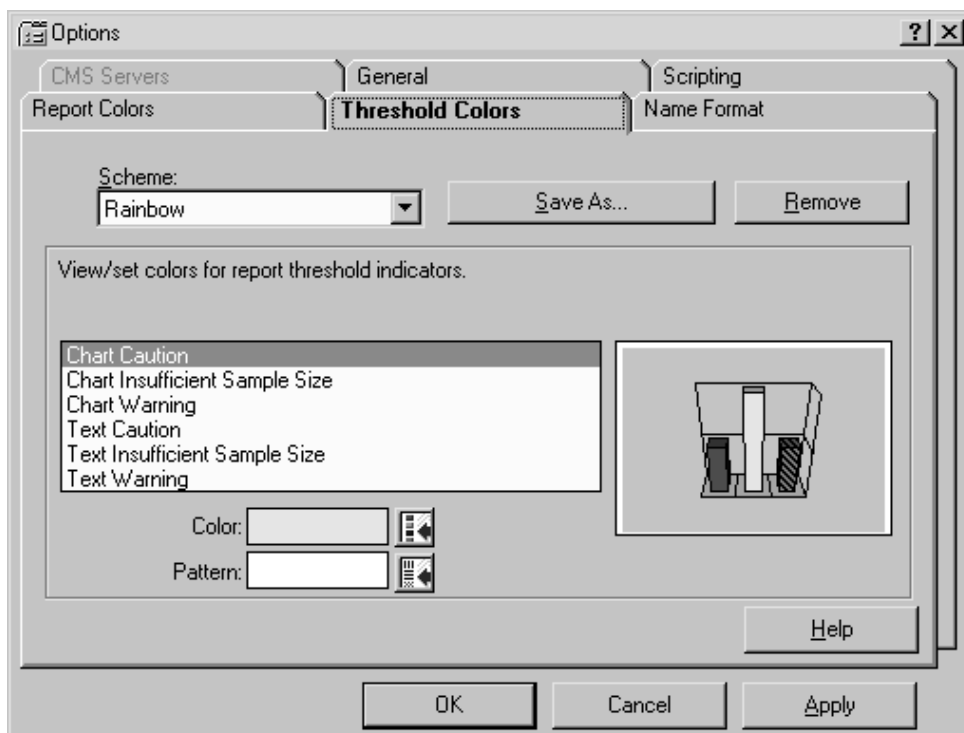 Options
CMS Servers General Scripting
Report Colors Threshold Colors Name Format
Scheme:
Rainbow Save As... Remove
View/set colors for report threshold indicators.
Chart Caution
Chart Insufficient Sample Size
Chart Warning
Text Caution
Text Insufficient Sample Size
Text Warning
Color:
Pattern:
Help
OK Cancel Apply